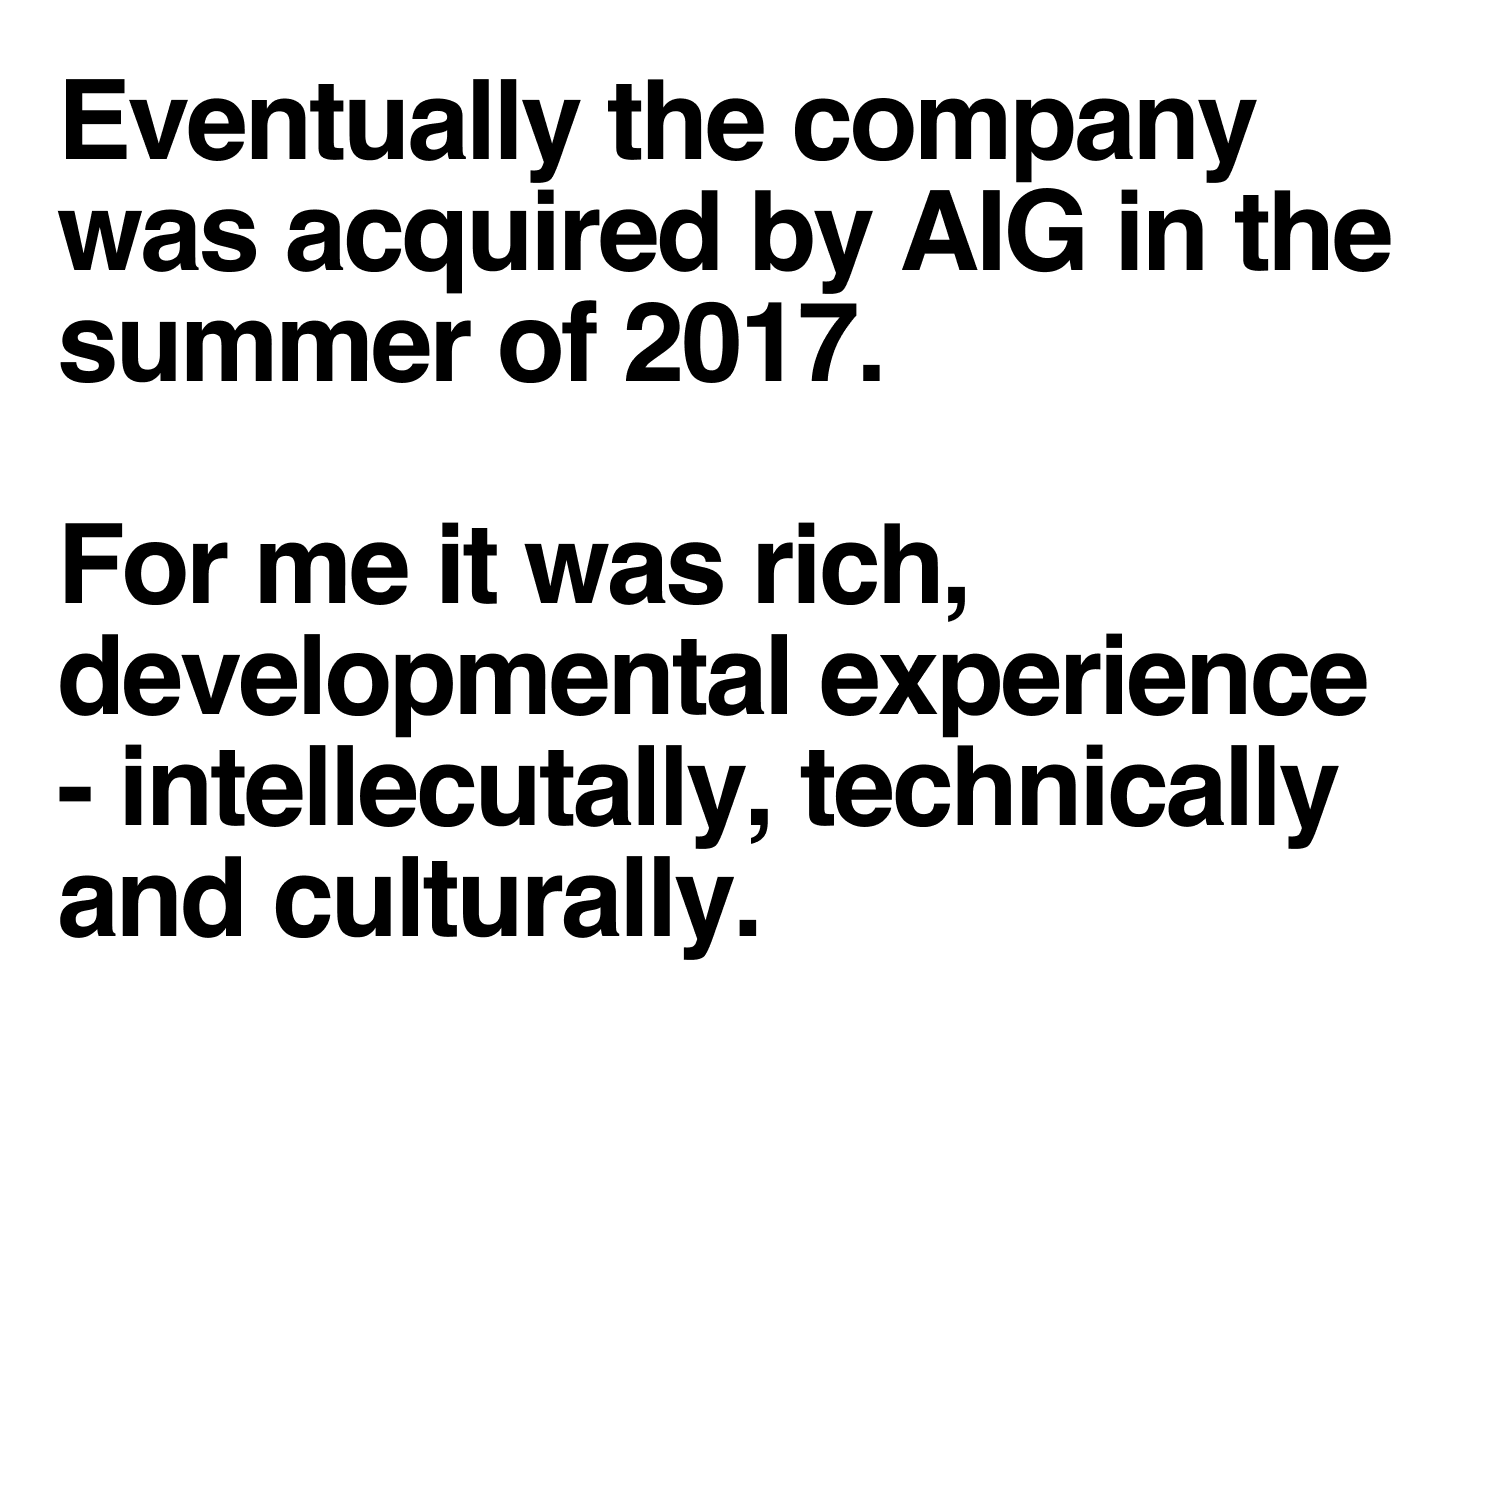 Eventually the company
was acquired by AIG in the
summer of 2017.
For me it was rich,
developmental experience
- intellecutally, technically
and culturally.